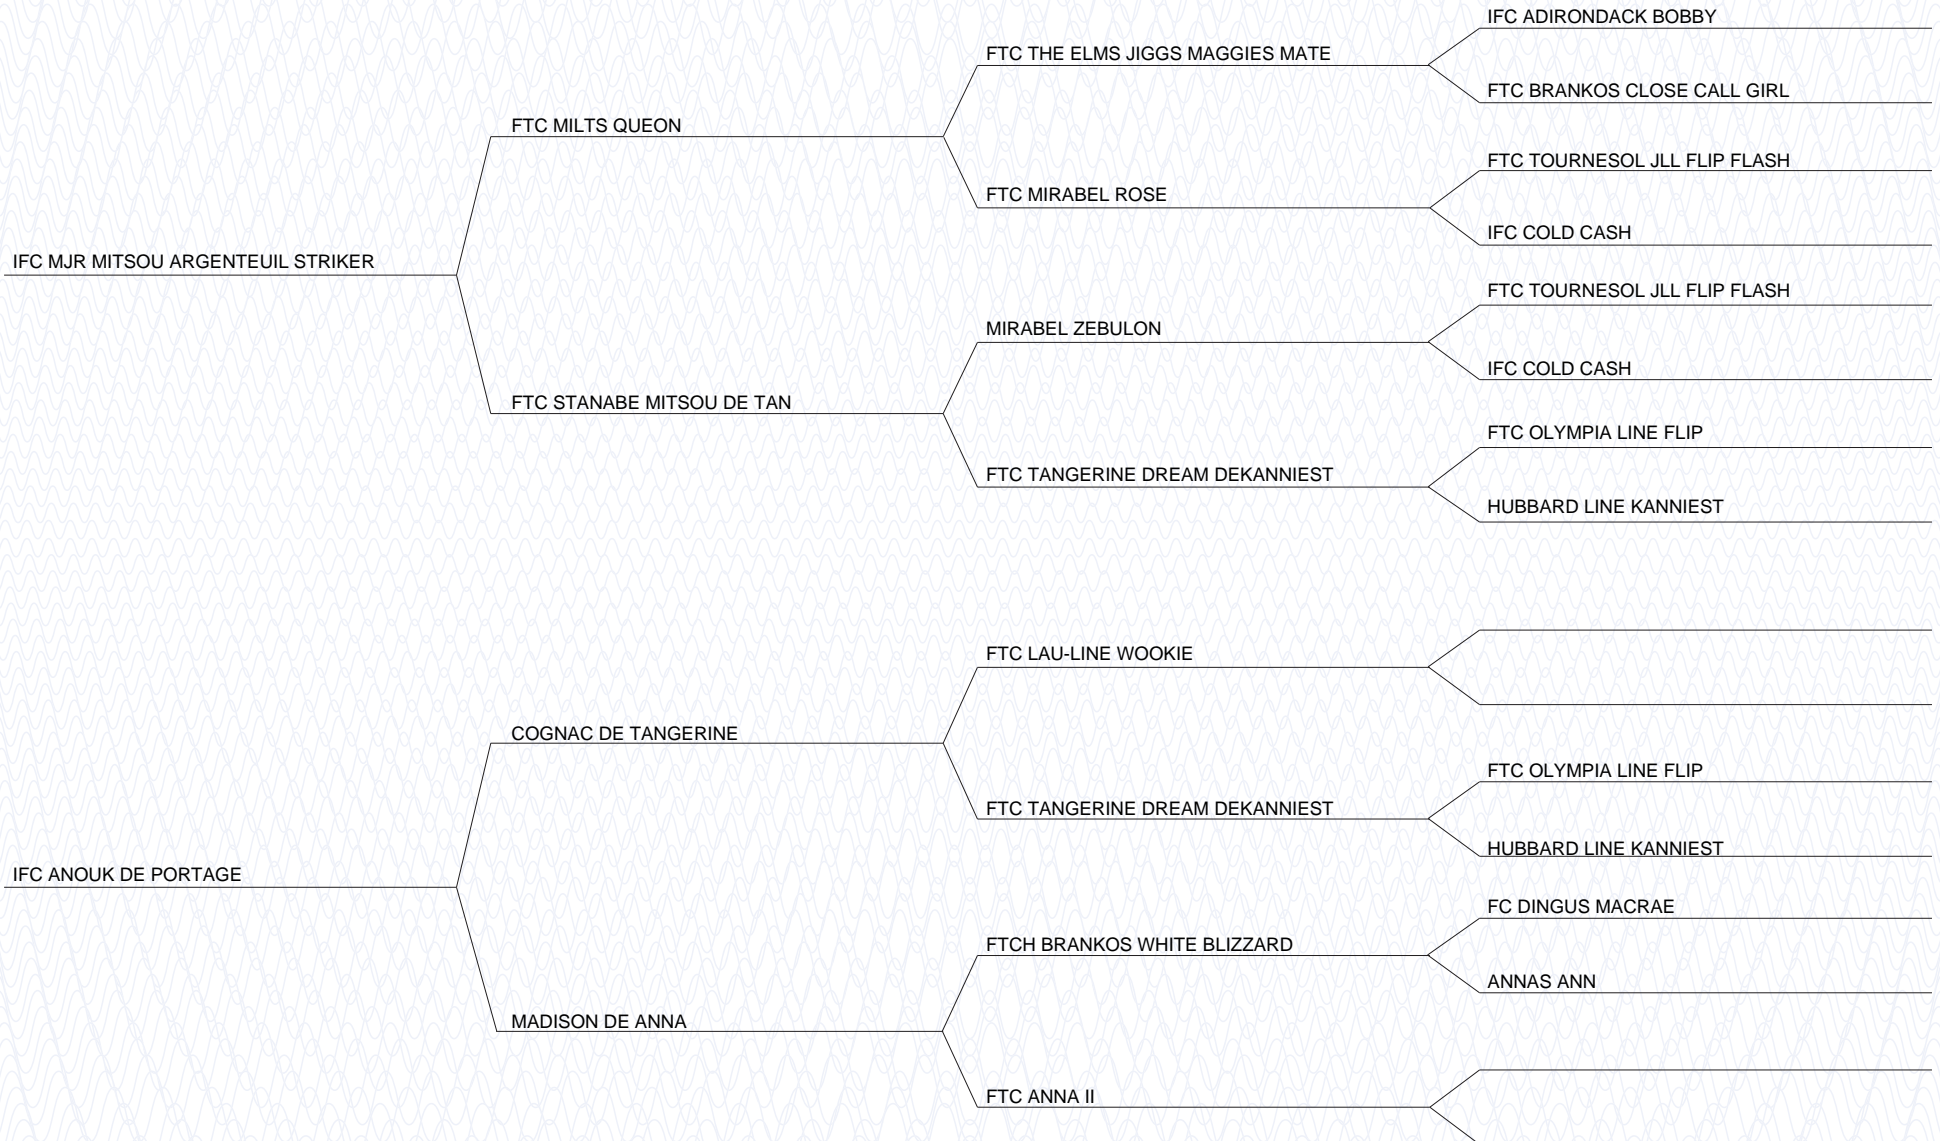 IFC ADIRONDACK BOBBY
FTC THE ELMS JIGGS MAGGIES MATE
FTC BRANKOS CLOSE CALL GIRL
FTC MILTS QUEON
FTC TOURNESOL JLL FLIP FLASH
FTC MIRABEL ROSE
IFC COLD CASH
IFC MJR MITSOU ARGENTEUIL STRIKER
FTC TOURNESOL JLL FLIP FLASH
MIRABEL ZEBULON
IFC COLD CASH
FTC STANABE MITSOU DE TAN
FTC OLYMPIA LINE FLIP
FTC TANGERINE DREAM DEKANNIEST
HUBBARD LINE KANNIEST
FTC LAU-LINE WOOKIE
COGNAC DE TANGERINE
FTC OLYMPIA LINE FLIP
FTC TANGERINE DREAM DEKANNIEST
HUBBARD LINE KANNIEST
IFC ANOUK DE PORTAGE
FC DINGUS MACRAE
FTCH BRANKOS WHITE BLIZZARD
ANNAS ANN
MADISON DE ANNA
FTC ANNA II